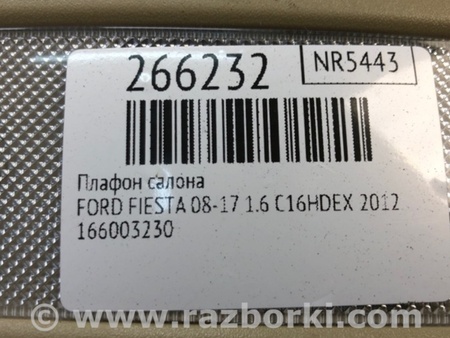 266232
NR5443
Плафон салона
FORD FIESTA 08-17 1.6 C16HDEX 2012
166003230
www.razborki.com